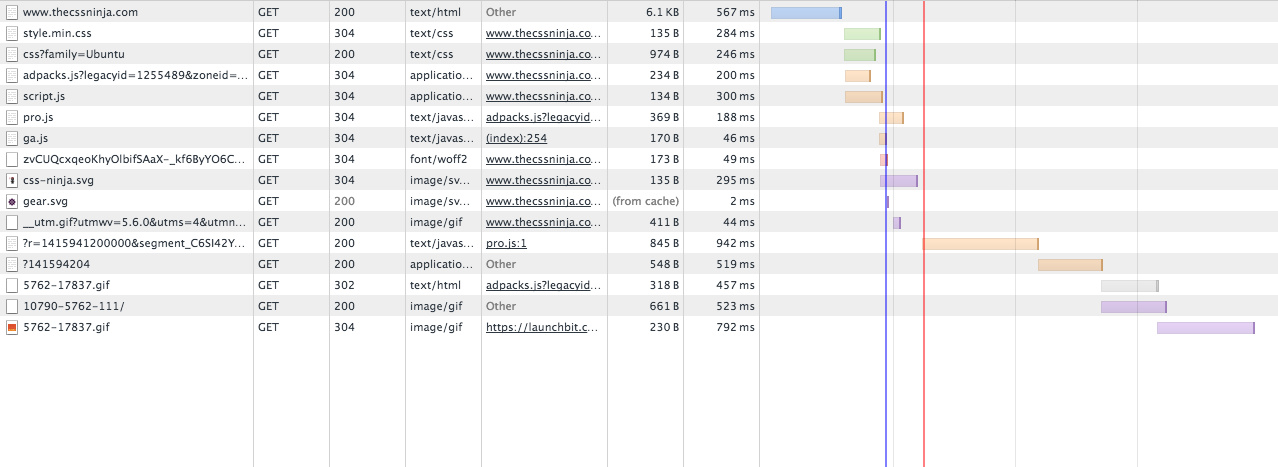 www.thecssninja.com GET 200 text/html Other 6.1 KB 567 ms
style.min.css GET 304 text/css www.thecssninja.co... 135 B 284 ms
css?family=Ubuntu GET 200 text/css www.thecssninja.co... 974 B 246 ms
adpacks.js?legacyid=1255489&zoneid=... GET 304 applicatio... www.thecssninja.co... 234 B 200 ms
script.js GET 304 applicatio... www.thecssninja.co... 134 B 300 ms
pro.js GET 304 text/javas... adpacks.js?legacyid... 369 B 188 ms
ga.js GET 304 text/javas... (index):254 170 B 46 ms
zvCUQcxqeoKhyOlbifSAaX-_kf6ByYO6C... GET 304 font/woff2 www.thecssninja.co... 173 B 49 ms
css-ninja.svg GET 304 image/sv... www.thecssninja.co... 135 B 295 ms
gear.svg GET 200 image/sv... www.thecssninja.co... (from cache) 2 ms
__utm.gif?utmwv=5.6.0&utms=4&utmn... GET 200 image/gif www.thecssninja.co... 411 B 44 ms
?r=1415941200000&segment_C6SI42Y... GET 200 text/javas... pro.js:1 845 B 942 ms
?141594204 GET 200 applicatio... Other 548 B 519 ms
5762-17837.gif GET 302 text/html adpacks.js?legacyid... 318 B 457 ms
10790-5762-111/ GET 200 image/gif Other 661 B 523 ms
5762-17837.gif GET 304 image/gif https://launchbit.c... 230 B 792 ms